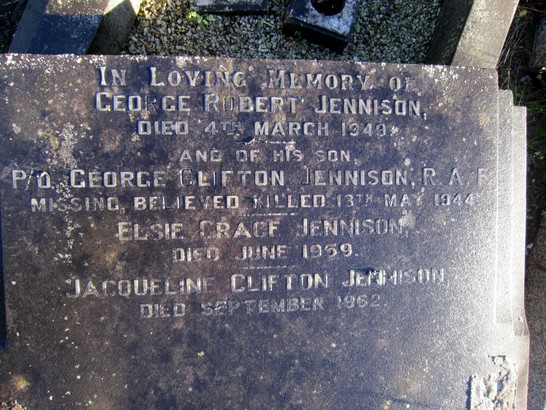 IN LOVING MEMORY OF
GEORGE ROBERT JENNISON,
DIED 4TH MARCH 1949.
AND OF HIS SON,
P/O. GEORGE CLIFTON JENNISON, R.A.F.
MISSING, BELIEVED KILLED 13TH MAY 1944
ELSIE GRACE JENNISON,
DIED JUNE 1959.
JACQUELINE CLIFTON JENNISON
DIED SEPTEMBER 1962.